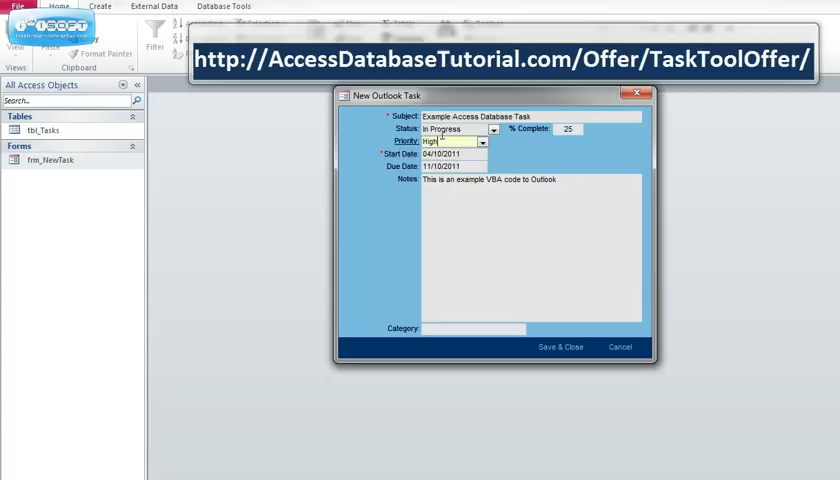 File
Home
Create
External Data
Database Tools
Filter
Format Painter
Views
Clipboard
http://AccessDatabaseTutorial.com/Offer/TaskToolOffer/
All Access Objects
Search...
Tables
tbl_Tasks
Forms
frm_NewTask
New Outlook Task
* Subject: Example Access Database Task
Status: In Progress % Complete: 25
Priority: High
* Start Date: 04/10/2011
Due Date: 11/10/2011
Notes: This is an example VBA code to Outlook
Category:
Save & Close Cancel